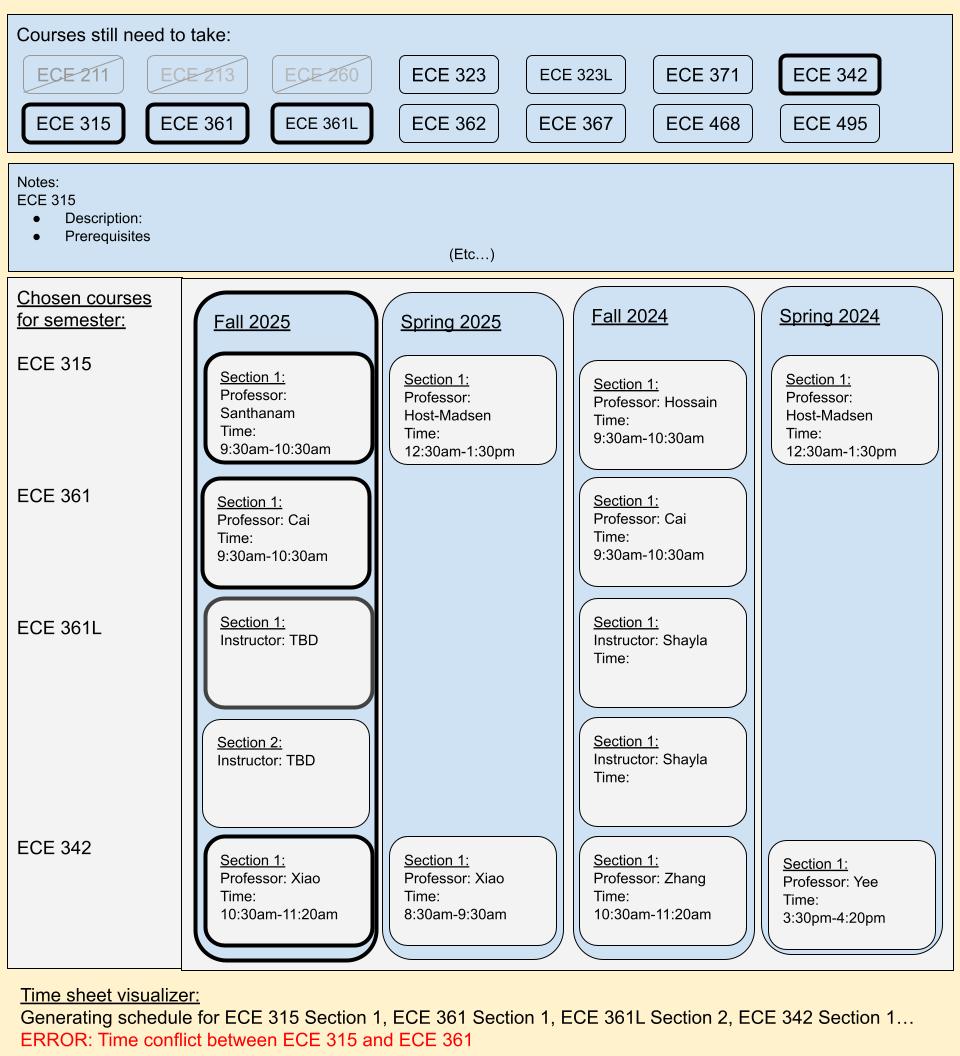 Courses still need to take:
ECE 211 ECE 213 ECE 260 ECE 323 ECE 323L ECE 371 ECE 342
ECE 315 ECE 361 ECE 361L ECE 362 ECE 367 ECE 468 ECE 495
Notes:
ECE 315
● Description:
● Prerequisites
(Etc…)
Chosen courses
for semester:
ECE 315
ECE 361
ECE 361L
ECE 342
Fall 2025
Section 1:
Professor:
Santhanam
Time:
9:30am-10:30am
Section 1:
Professor: Cai
Time:
9:30am-10:30am
Section 1:
Instructor: TBD
Section 2:
Instructor: TBD
Section 1:
Professor: Xiao
Time:
10:30am-11:20am
Spring 2025
Section 1:
Professor:
Host-Madsen
Time:
12:30am-1:30pm
Section 1:
Professor: Xiao
Time:
8:30am-9:30am
Fall 2024
Section 1:
Professor: Hossain
Time:
9:30am-10:30am
Section 1:
Professor: Cai
Time:
9:30am-10:30am
Section 1:
Instructor: Shayla
Time:
Section 1:
Instructor: Shayla
Time:
Section 1:
Professor: Zhang
Time:
10:30am-11:20am
Spring 2024
Section 1:
Professor:
Host-Madsen
Time:
12:30am-1:30pm
Section 1:
Professor: Yee
Time:
3:30pm-4:20pm
Time sheet visualizer:
Generating schedule for ECE 315 Section 1, ECE 361 Section 1, ECE 361L Section 2, ECE 342 Section 1…
ERROR: Time conflict between ECE 315 and ECE 361